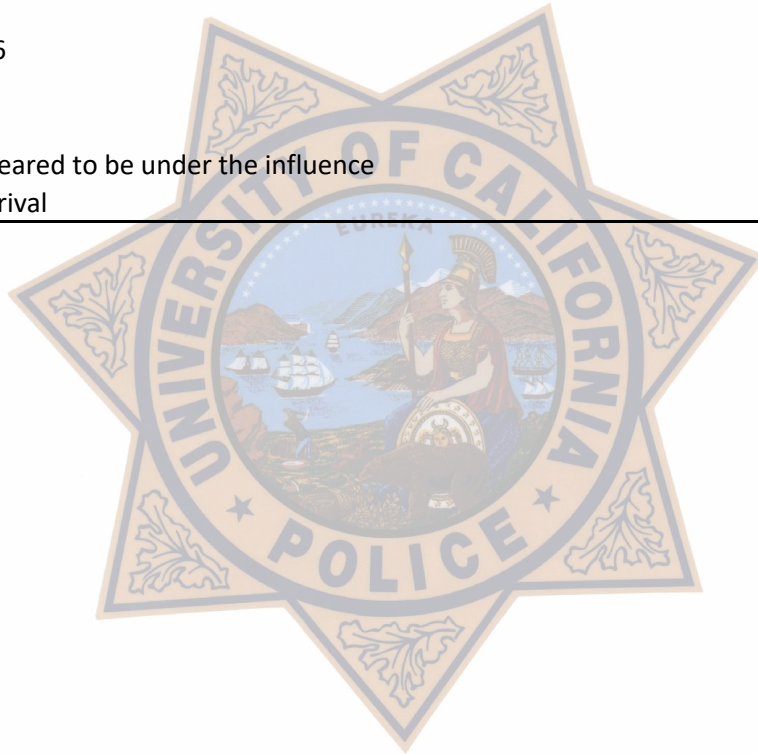 6
eared to be under the influence
rival
UNIVERSITY OF CALIFORNIA
EUREKA
POLICE